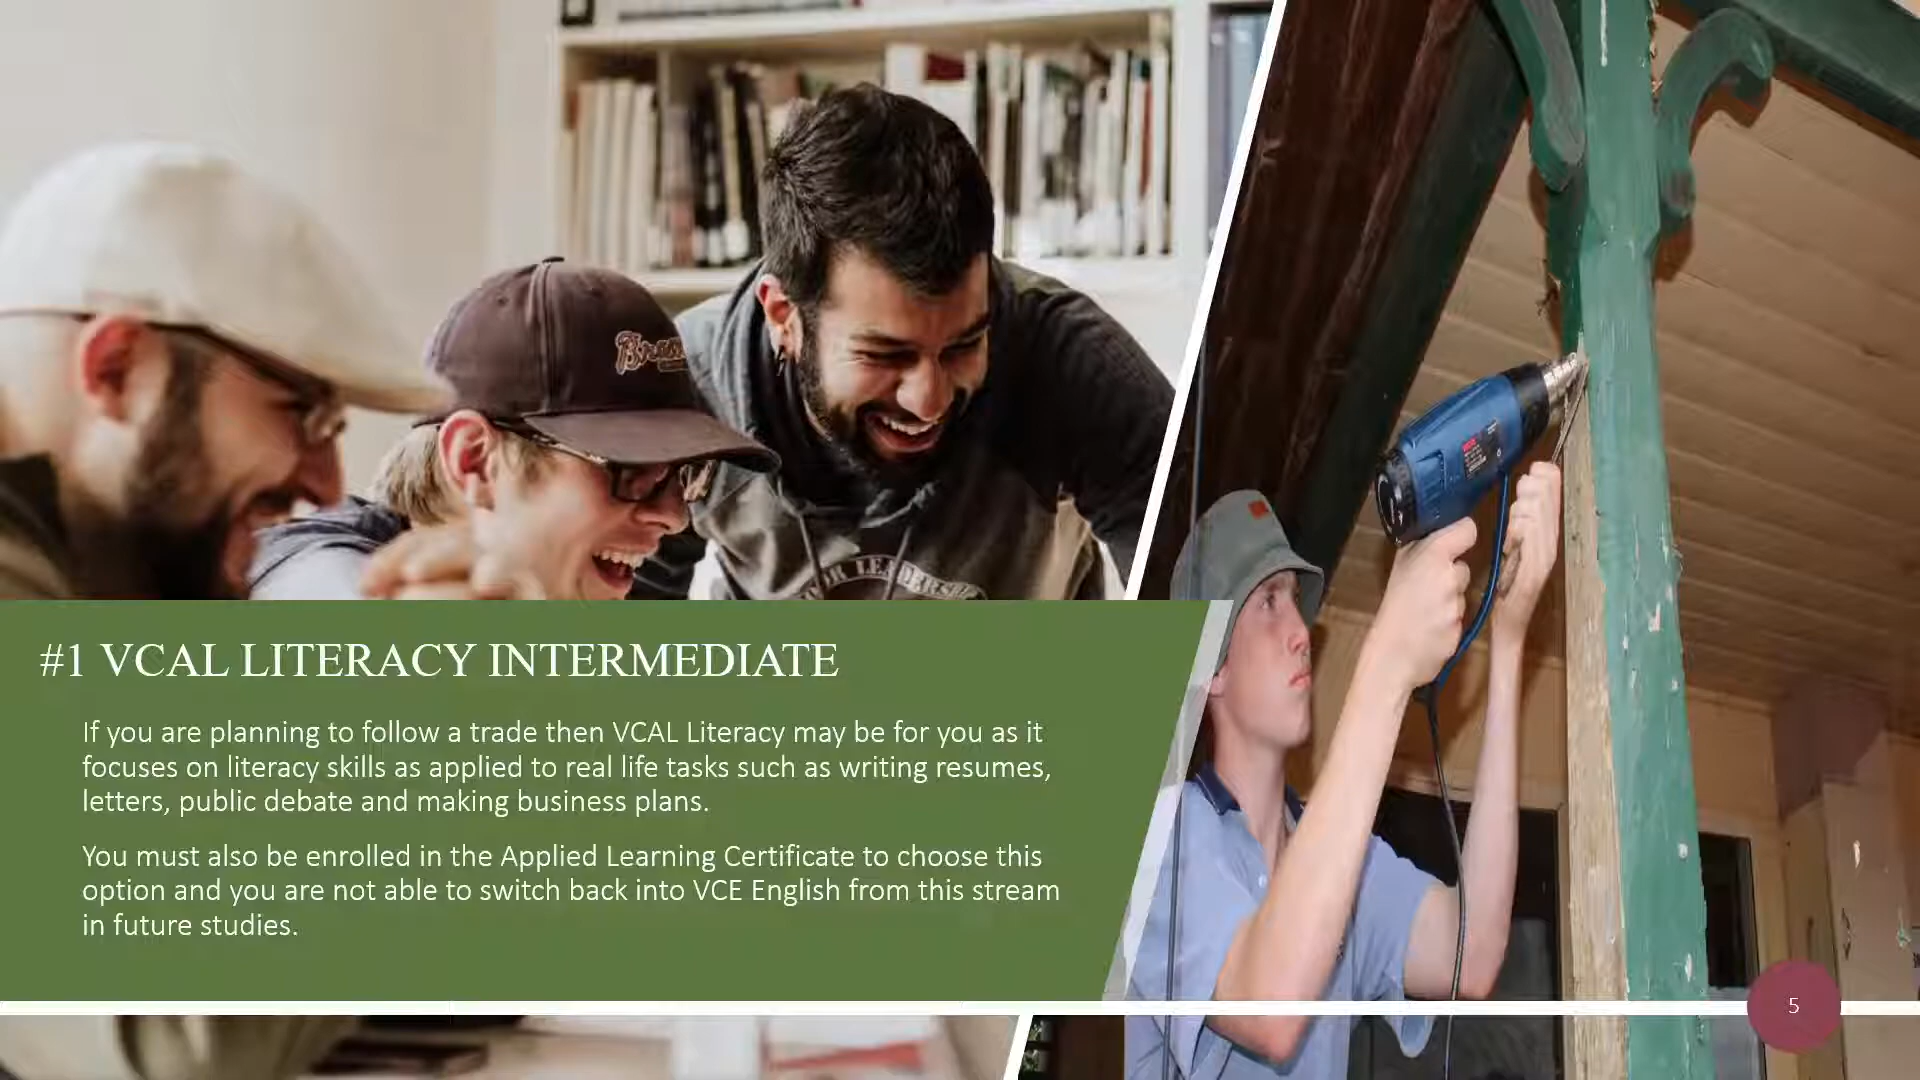 #1 VCAL LITERACY INTERMEDIATE
If you are planning to follow a trade then VCAL Literacy may be for you as it
focuses on literacy skills as applied to real life tasks such as writing resumes,
letters, public debate and making business plans.
You must also be enrolled in the Applied Learning Certificate to choose this
option and you are not able to switch back into VCE English from this stream
in future studies.
5